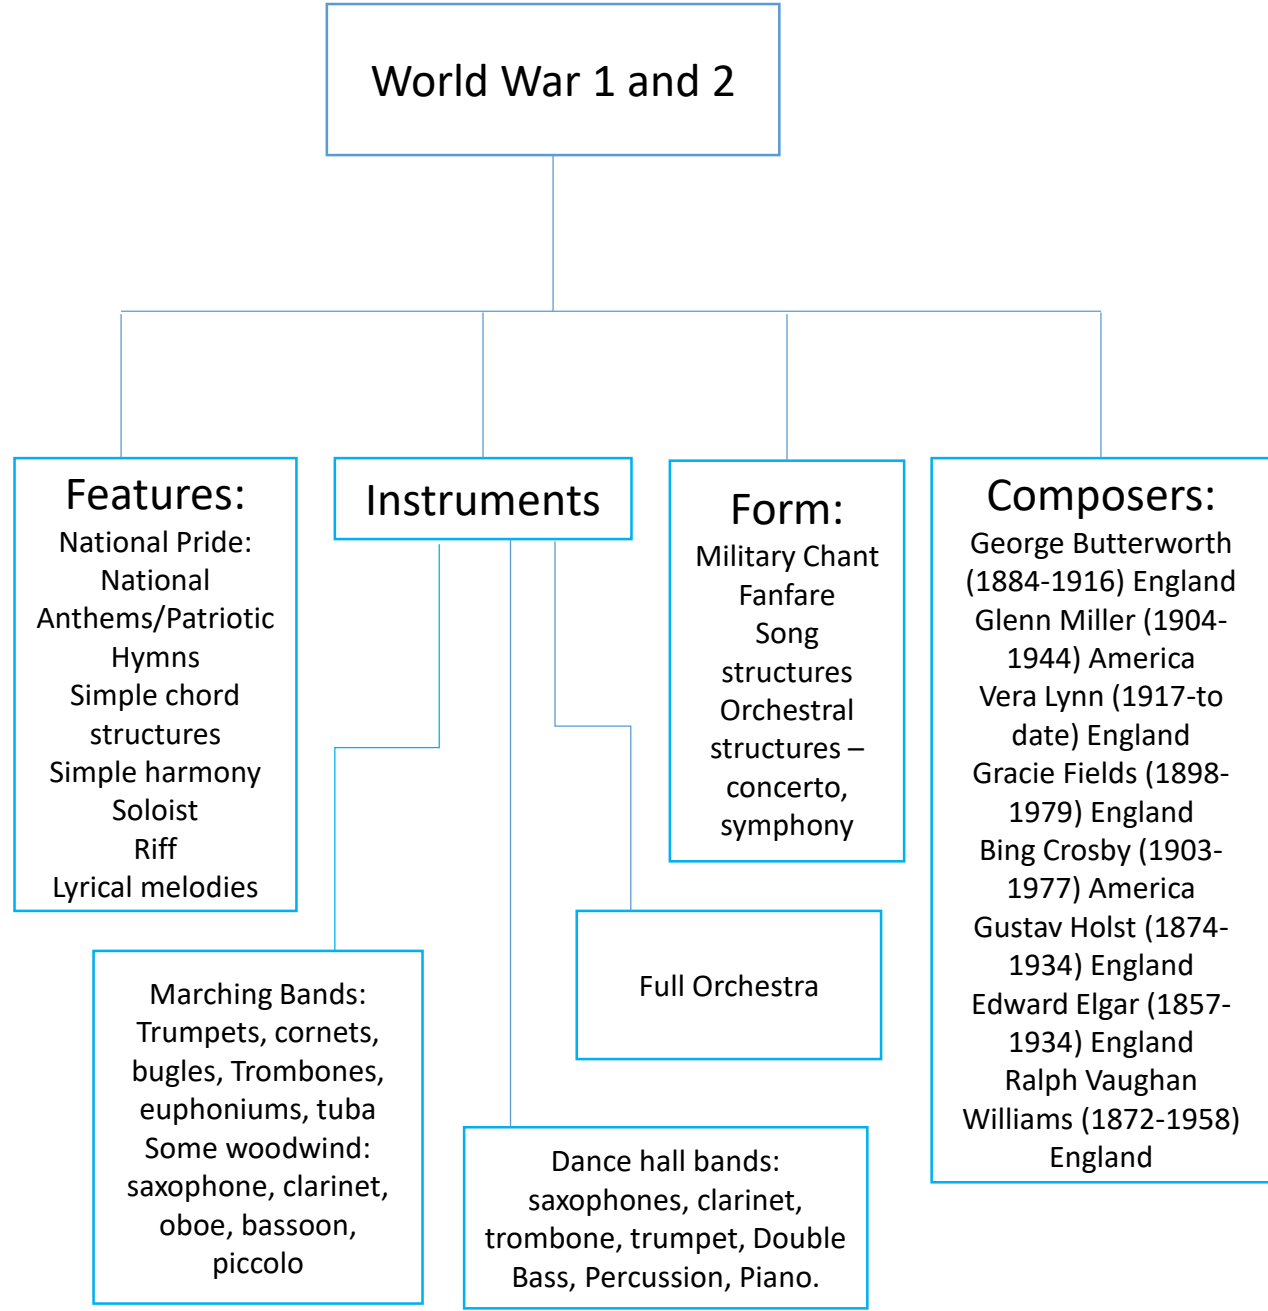 World War 1 and 2
Features:
National Pride:
National
Anthems/Patriotic
Hymns
Simple chord
structures
Simple harmony
Soloist
Riff
Lyrical melodies
Instruments
Marching Bands:
Trumpets, cornets,
bugles, Trombones,
euphoniums, tuba
Some woodwind:
saxophone, clarinet,
oboe, bassoon,
piccolo
Dance hall bands:
saxophones, clarinet,
trombone, trumpet, Double
Bass, Percussion, Piano.
Full Orchestra
Form:
Military Chant
Fanfare
Song
structures
Orchestral
structures –
concerto,
symphony
Composers:
George Butterworth
(1884-1916) England
Glenn Miller (1904-
1944) America
Vera Lynn (1917-to
date) England
Gracie Fields (1898-
1979) England
Bing Crosby (1903-
1977) America
Gustav Holst (1874-
1934) England
Edward Elgar (1857-
1934) England
Ralph Vaughan
Williams (1872-1958)
England